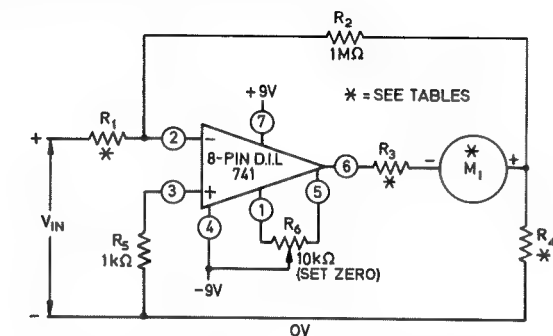 R2
1MΩ
+9V
* = SEE TABLES
R1
*
+
2
−
7
8-PIN D.I.L
741
6
R3
*
−
*
M1
+
3
+
5
1
4
VIN
R5
1kΩ
R6
10kΩ
(SET ZERO)
−9V
R4
*
−
0V